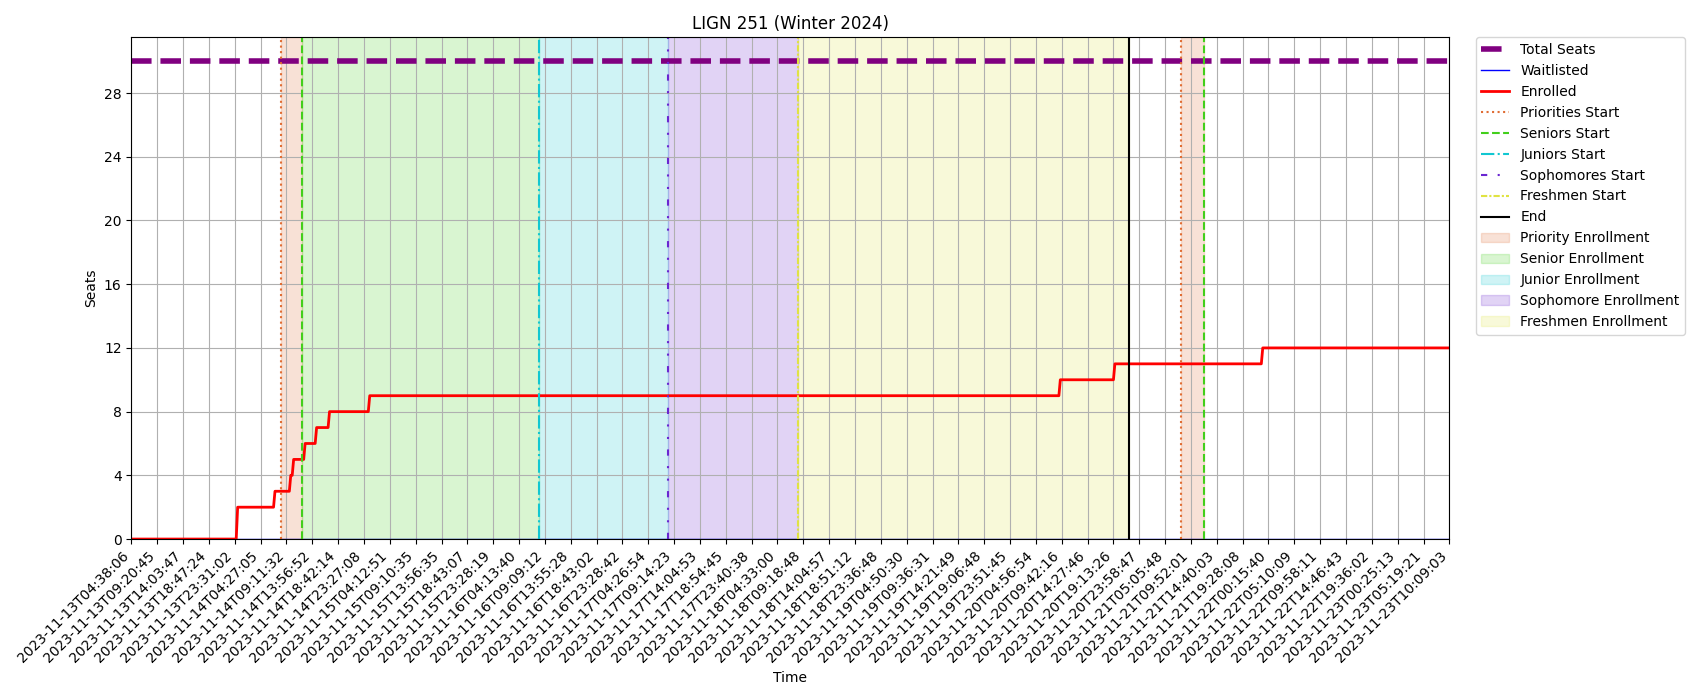 LIGN 251 (Winter 2024)
Seats
28
24
20
16
12
8
4
0
2023-11-13T04:38:06
2023-11-13T09:20:45
2023-11-13T14:03:47
2023-11-13T18:47:24
2023-11-13T23:31:02
2023-11-14T04:27:05
2023-11-14T09:11:32
2023-11-14T13:56:52
2023-11-14T18:42:14
2023-11-14T23:27:08
2023-11-15T04:12:51
2023-11-15T09:10:35
2023-11-15T13:56:35
2023-11-15T18:43:07
2023-11-15T23:28:19
2023-11-16T04:13:40
2023-11-16T09:09:12
2023-11-16T13:55:28
2023-11-16T18:43:02
2023-11-16T23:28:42
2023-11-17T04:26:54
2023-11-17T09:14:23
2023-11-17T14:04:53
2023-11-17T18:54:45
2023-11-17T23:40:38
2023-11-18T04:33:00
2023-11-18T09:18:48
2023-11-18T14:04:57
2023-11-18T18:51:12
2023-11-18T23:36:48
2023-11-19T04:50:30
2023-11-19T09:36:31
2023-11-19T14:21:49
2023-11-19T19:06:48
2023-11-19T23:51:45
2023-11-20T04:56:54
2023-11-20T09:42:16
2023-11-20T14:27:46
2023-11-20T19:13:26
2023-11-20T23:58:47
2023-11-21T05:05:48
2023-11-21T09:52:01
2023-11-21T14:40:03
2023-11-21T19:28:08
2023-11-22T00:15:40
2023-11-22T05:10:09
2023-11-22T09:58:11
2023-11-22T14:46:43
2023-11-22T19:36:02
2023-11-23T00:25:13
2023-11-23T05:19:21
2023-11-23T10:09:03
Time
Total Seats
Waitlisted
Enrolled
Priorities Start
Seniors Start
Juniors Start
Sophomores Start
Freshmen Start
End
Priority Enrollment
Senior Enrollment
Junior Enrollment
Sophomore Enrollment
Freshmen Enrollment